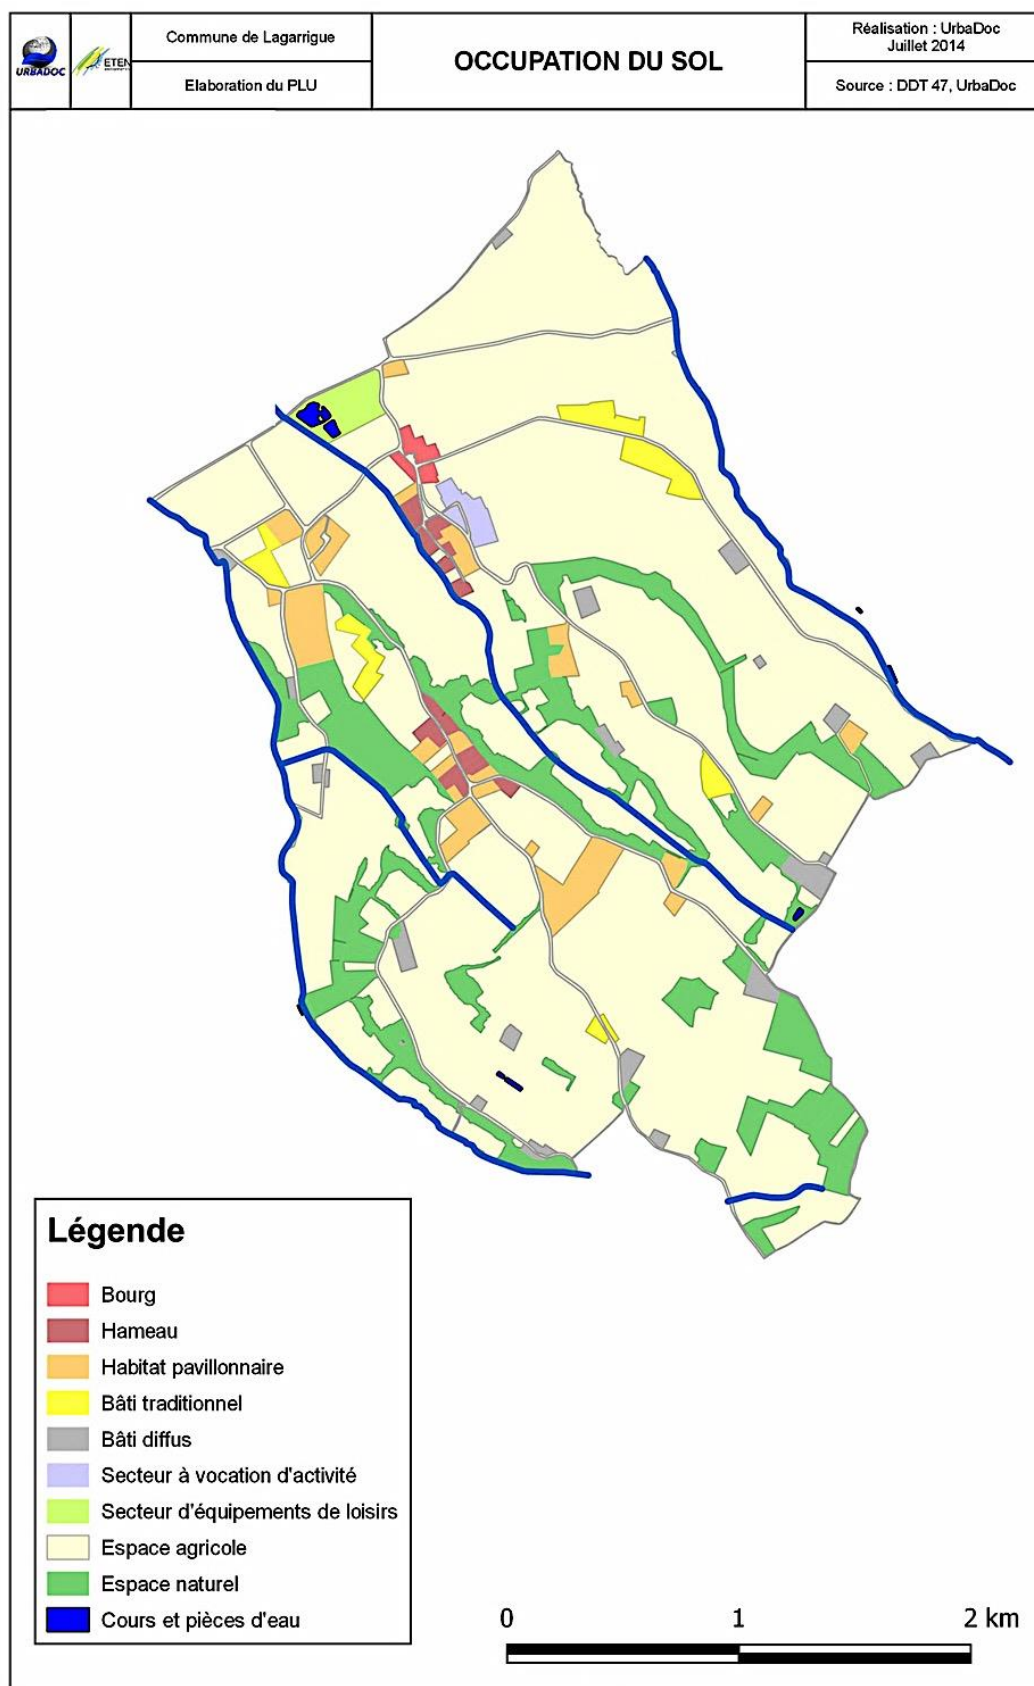 URBADOC
ETEN
Commune de Lagarrigue
Elaboration du PLU
OCCUPATION DU SOL
Réalisation : UrbaDoc
Juillet 2014
Source : DDT 47, UrbaDoc
Légende
Bourg
Hameau
Habitat pavillonnaire
Bâti traditionnel
Bâti diffus
Secteur à vocation d'activité
Secteur d'équipements de loisirs
Espace agricole
Espace naturel
Cours et pièces d'eau
0 1 2 km